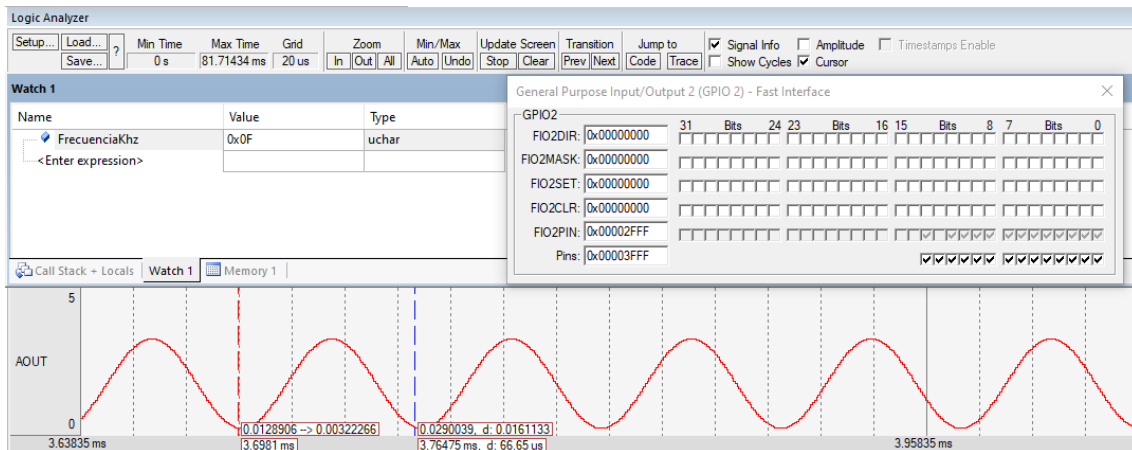 Logic Analyzer
Setup... Load... ? Min Time Max Time Grid Zoom Min/Max Update Screen Transition Jump to Signal Info Amplitude Timestamps Enable
Save... 0 s 81.71434 ms 20 us In Out All Auto Undo Stop Clear Prev Next Code Trace Show Cycles Cursor
Watch 1
Name Value Type
FrecuenciaKhz 0x0F uchar
<Enter expression>
General Purpose Input/Output 2 (GPIO 2) - Fast Interface
GPIO2
31 Bits 24 23 Bits 16 15 Bits 8 7 Bits 0
FIO2DIR: 0x00000000
FIO2MASK: 0x00000000
FIO2SET: 0x00000000
FIO2CLR: 0x00000000
FIO2PIN: 0x00002FFF
Pins: 0x00003FFF
Call Stack + Locals Watch 1 Memory 1
5
AOUT
0
0.0128906 --> 0.00322266 0.0290039, d: 0.0161133
3.63835 ms 3.6981 ms 3.76475 ms, d: 66.65 us 3.95835 ms